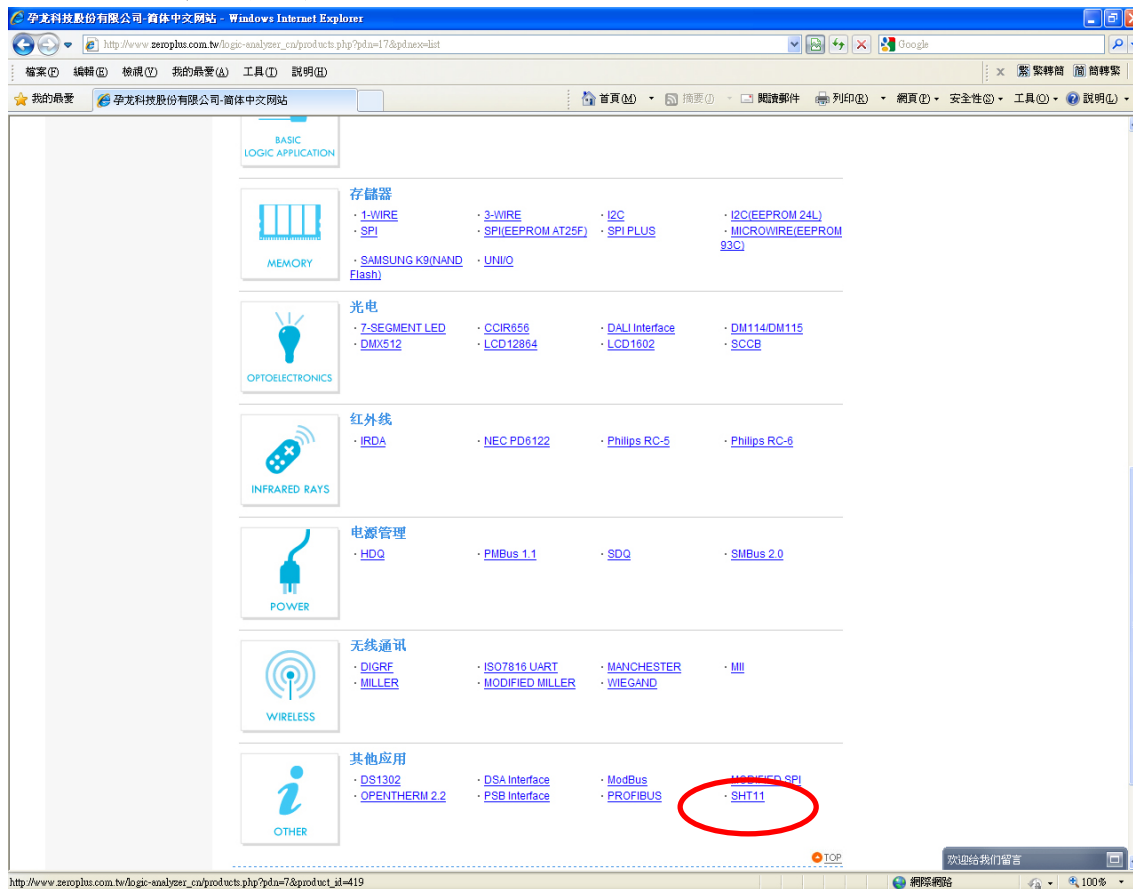 孕龙科技股份有限公司-简体中文网站 - Windows Internet Explorer
http://www.zeroplus.com.tw/logic-analyzer_cn/products.php?pdn=17&pdnex=list
Google
檔案(F) 編輯(E) 檢視(V) 我的最愛(A) 工具(T) 說明(H)
x 繁 繁轉簡 簡 簡轉繁
我的最愛 孕龙科技股份有限公司-简体中文网站
首頁(M) 摘要(J) 閱讀郵件 列印(R) 網頁(P) 安全性(S) 工具(O) 說明(L)
BASIC
LOGIC APPLICATION
存儲器
· 1-WIRE · 3-WIRE · I2C · I2C(EEPROM 24L)
· SPI · SPI(EEPROM AT25F) · SPI PLUS · MICROWIRE(EEPROM
93C)
· SAMSUNG K9(NAND · UNI/O
Flash)
MEMORY
光电
· 7-SEGMENT LED · CCIR656 · DALI Interface · DM114/DM115
· DMX512 · LCD12864 · LCD1602 · SCCB
OPTOELECTRONICS
红外线
· IRDA · NEC PD6122 · Philips RC-5 · Philips RC-6
INFRARED RAYS
电源管理
· HDQ · PMBus 1.1 · SDQ · SMBus 2.0
POWER
无线通讯
· DIGRF · ISO7816 UART · MANCHESTER · MII
· MILLER · MODIFIED MILLER · WIEGAND
WIRELESS
其他应用
· DS1302 · DSA Interface · ModBus · MODIFIED SPI
· OPENTHERM 2.2 · PSB Interface · PROFIBUS · SHT11
OTHER
TOP
欢迎给我们留言
http://www.zeroplus.com.tw/logic-analyzer_cn/products.php?pdn=7&product_id=419
網際網路
100%